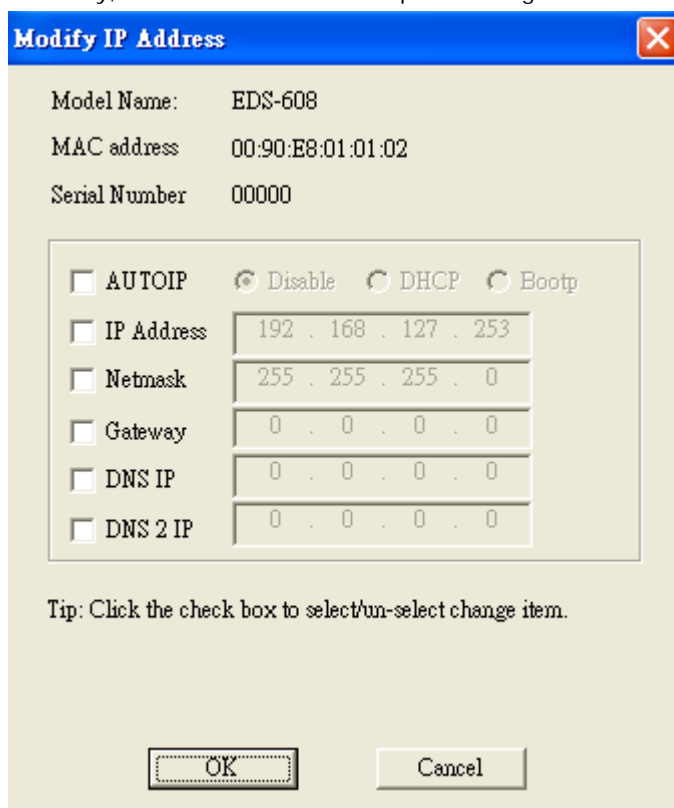 Modify IP Address
Model Name: EDS-608
MAC address 00:90:E8:01:01:02
Serial Number 00000
AUTOIP Disable DHCP Bootp
IP Address 192 . 168 . 127 . 253
Netmask 255 . 255 . 255 . 0
Gateway 0 . 0 . 0 . 0
DNS IP 0 . 0 . 0 . 0
DNS 2 IP 0 . 0 . 0 . 0
Tip: Click the check box to select/un-select change item.
OK Cancel